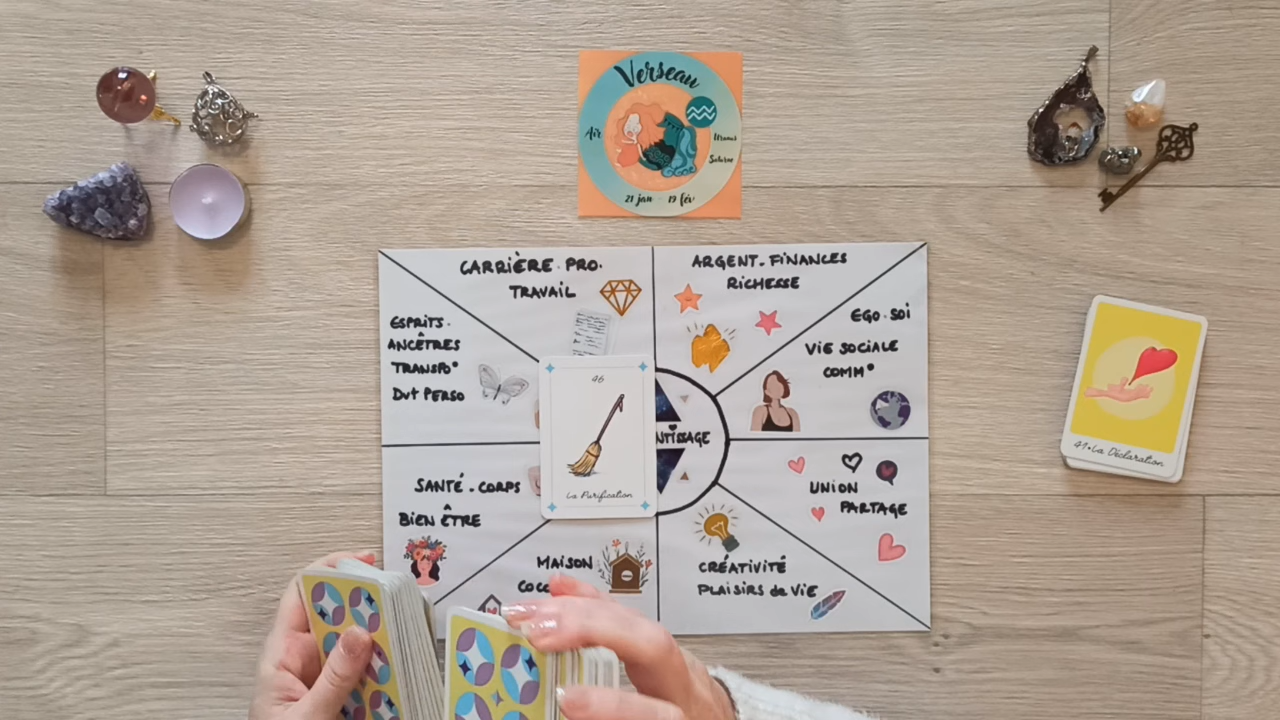 Verseau
Air
Uranus
Saturne
21 jan - 19 fév
CARRIÈRE. PRO.
TRAVAIL
ARGENT. FINANCES
RICHESSE
ESPRITS.
ANCÊTRES
TRANSFO°
DVT PERSO
EGO. SOI
VIE SOCIALE
COMM°
46
La Purification
NTISSAGE
41. La Déclaration
SANTÉ. CORPS
BIEN ÊTRE
UNION
PARTAGE
MAISON
COCO
CRÉATIVITÉ
PLAISIRS de VIE